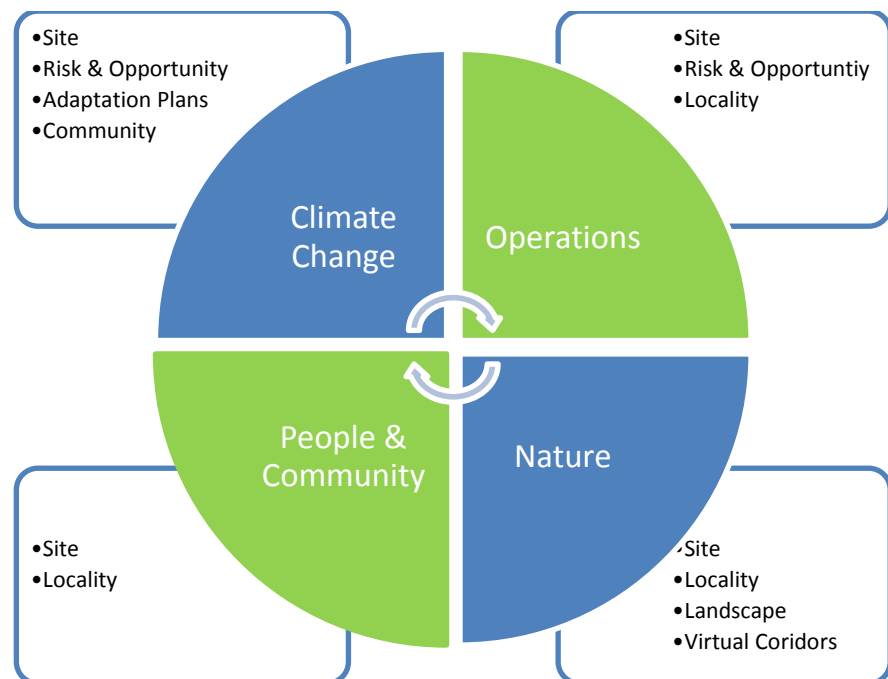 •Site
•Risk & Opportunity
•Adaptation Plans
•Community
•Site
•Risk & Opportuntiy
•Locality
Climate
Change
Operations
People &
Community
Nature
•Site
•Locality
•Site
•Locality
•Landscape
•Virtual Coridors